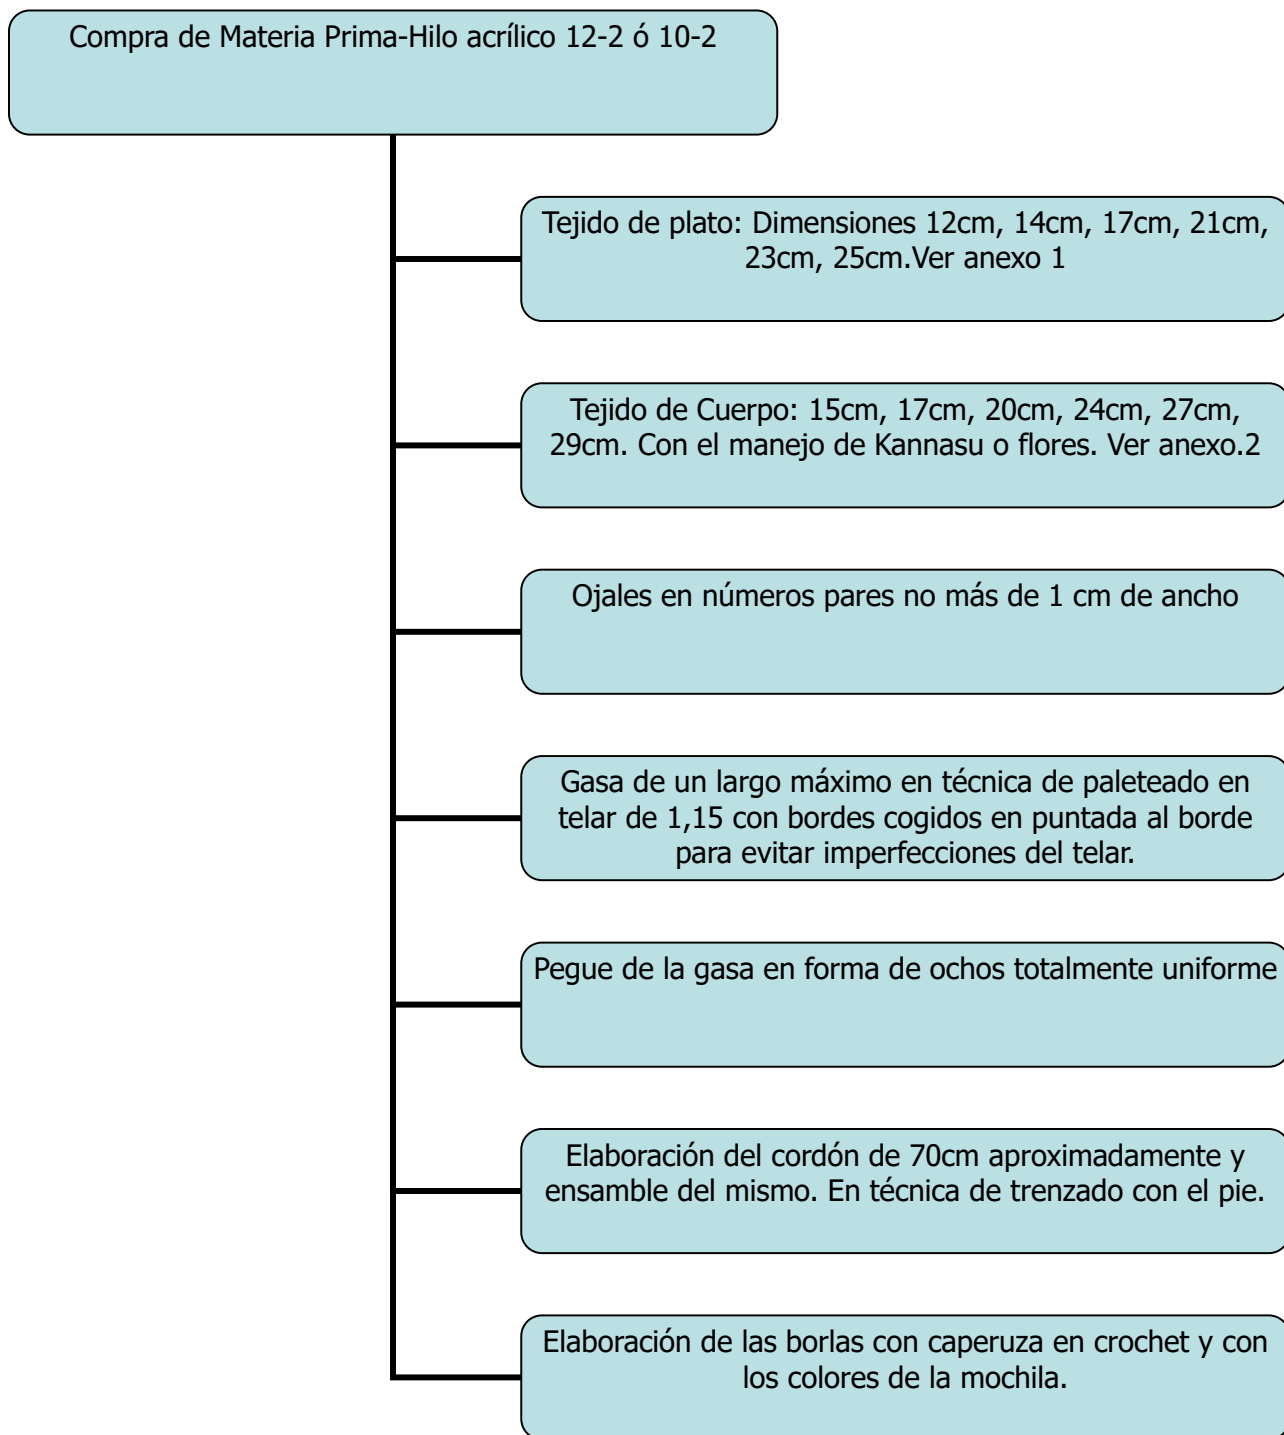 Compra de Materia Prima-Hilo acrílico 12-2 ó 10-2
Tejido de plato: Dimensiones 12cm, 14cm, 17cm, 21cm,
23cm, 25cm.Ver anexo 1
Tejido de Cuerpo: 15cm, 17cm, 20cm, 24cm, 27cm,
29cm. Con el manejo de Kannasu o flores. Ver anexo.2
Ojales en números pares no más de 1 cm de ancho
Gasa de un largo máximo en técnica de paleteado en
telar de 1,15 con bordes cogidos en puntada al borde
para evitar imperfecciones del telar.
Pegue de la gasa en forma de ochos totalmente uniforme
Elaboración del cordón de 70cm aproximadamente y
ensamble del mismo. En técnica de trenzado con el pie.
Elaboración de las borlas con caperuza en crochet y con
los colores de la mochila.